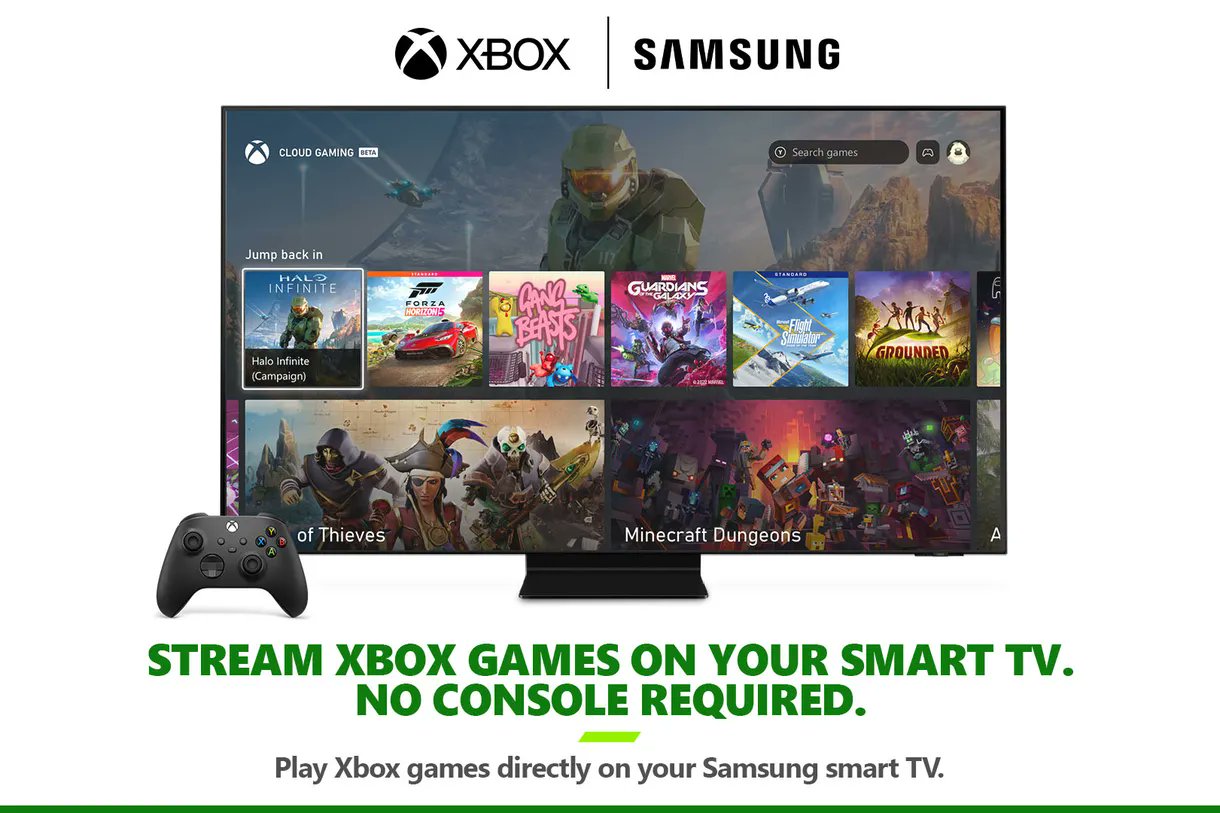 XBOX | SAMSUNG
CLOUD GAMING BETA
Search games
Jump back in
HALO
INFINITE
Halo Infinite
(Campaign)
STANDARD
FORZA
HORIZON 5
GANG
BEASTS
MARVEL
GUARDIANS
OF THE GALAXY
© 2022 MARVEL
STANDARD
Microsoft
Flight
Simulator
GROUNDED
of Thieves
Minecraft Dungeons
A
Y
X
B
A
STREAM XBOX GAMES ON YOUR SMART TV.
NO CONSOLE REQUIRED.
Play Xbox games directly on your Samsung smart TV.